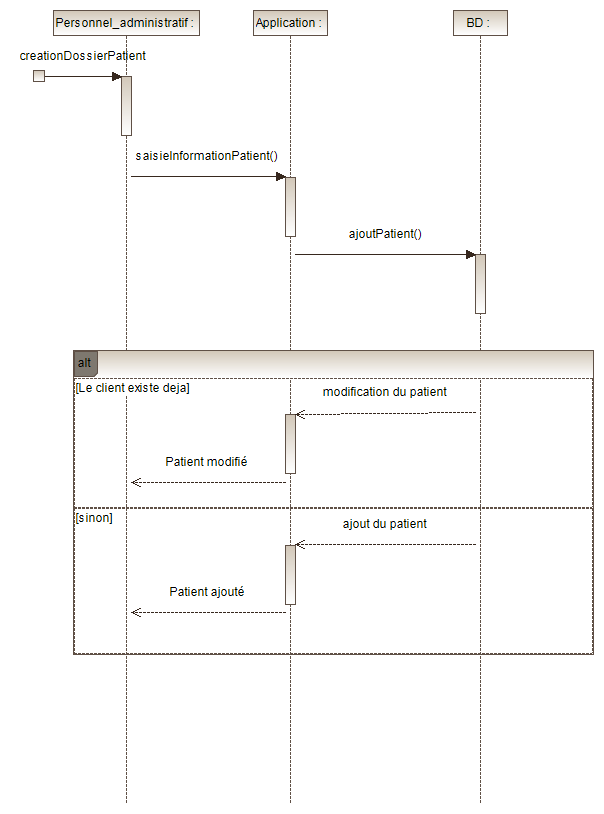 Personnel_administratif :
Application :
BD :
creationDossierPatient
saisieInformationPatient()
ajoutPatient()
alt
[Le client existe deja]
modification du patient
Patient modifié
[sinon]
ajout du patient
Patient ajouté